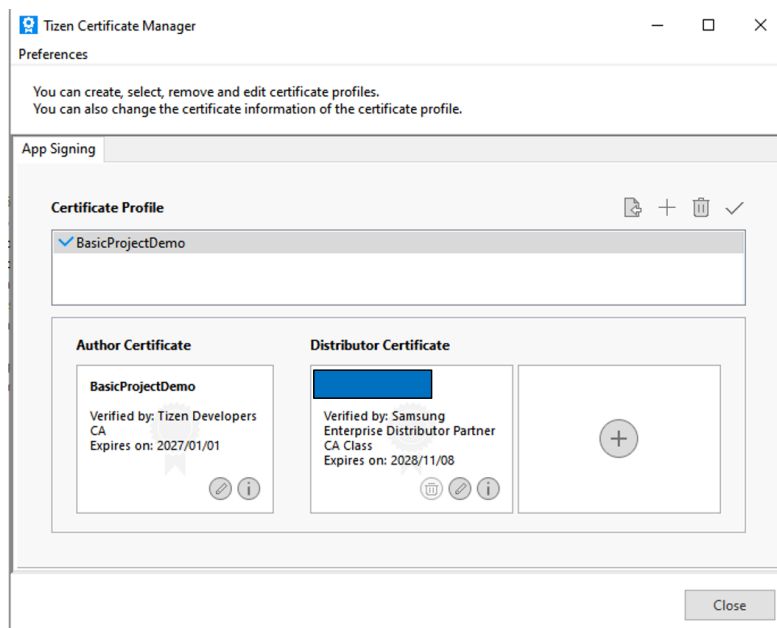 Tizen Certificate Manager
Preferences
You can create, select, remove and edit certificate profiles.
You can also change the certificate information of the certificate profile.
App Signing
Certificate Profile
BasicProjectDemo
Author Certificate
BasicProjectDemo
Verified by: Tizen Developers
CA
Expires on: 2027/01/01
Distributor Certificate
Verified by: Samsung
Enterprise Distributor Partner
CA Class
Expires on: 2028/11/08
Close